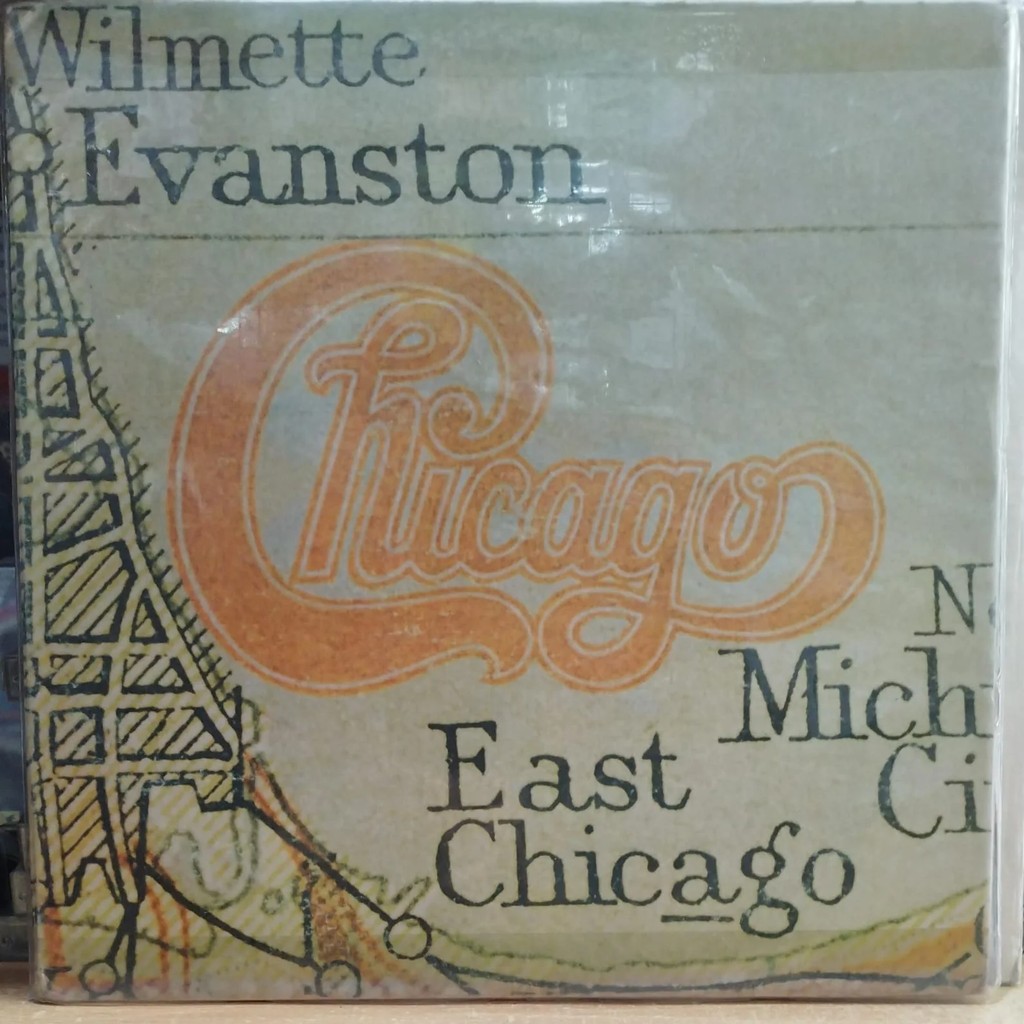 Wilmette
Evanston
Chicago
Mich
Ci
East
Chicago